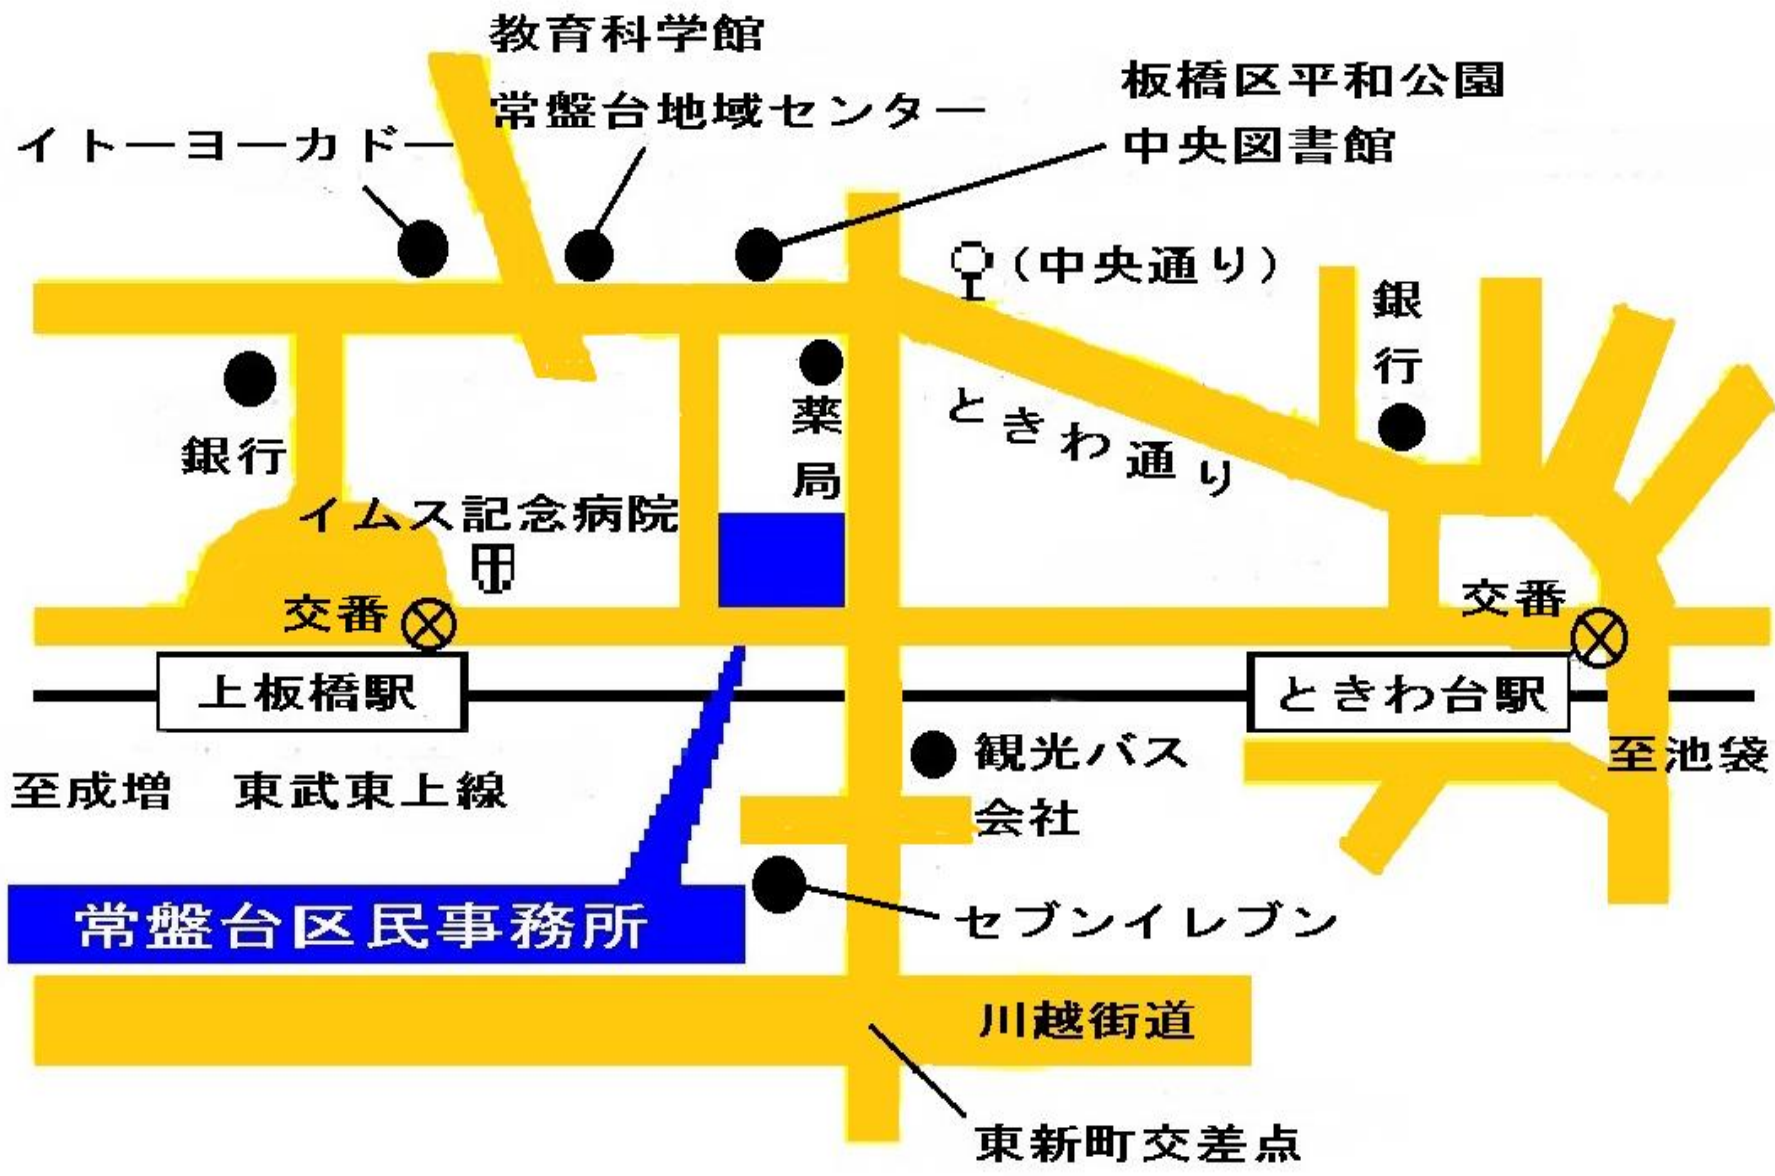 教育科学館
常盤台地域センター
イトーヨーカドー
板橋区平和公園
中央図書館
（中央通り）
銀行
薬局
ときわ通り
銀行
イムス記念病院
交番
交番
上板橋駅
ときわ台駅
観光バス
会社
至池袋
至成増
東武東上線
常盤台区民事務所
セブンイレブン
川越街道
東新町交差点